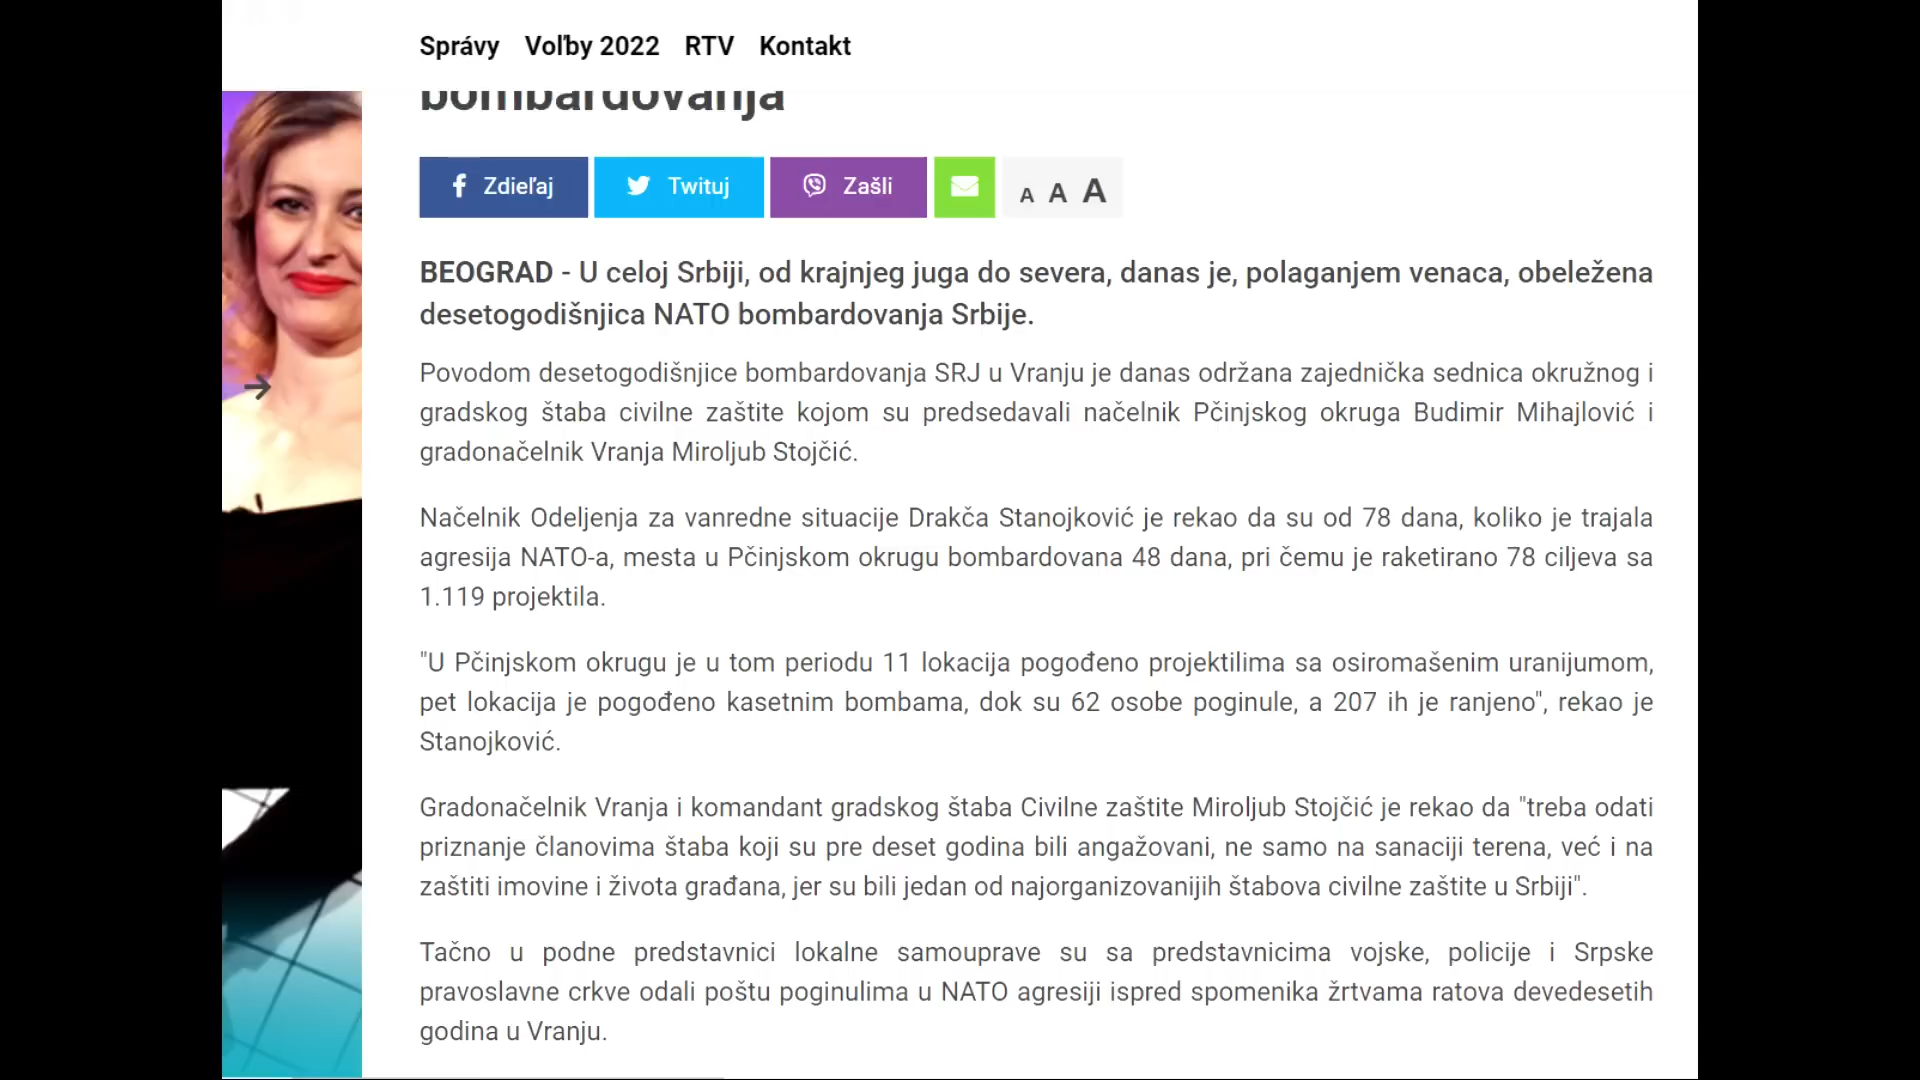 Správy Voľby 2022 RTV Kontakt
bombardovanja
Zdieľaj Twituj Zašli A A A
BEOGRAD - U celoj Srbiji, od krajnjeg juga do severa, danas je, polaganjem venaca, obeležena
desetogodišnjica NATO bombardovanja Srbije.
Povodom desetogodišnjice bombardovanja SRJ u Vranju je danas održana zajednička sednica okružnog i
gradskog štaba civilne zaštite kojom su predsedavali načelnik Pčinjskog okruga Budimir Mihajlović i
gradonačelnik Vranja Miroljub Stojčić.
Načelnik Odeljenja za vanredne situacije Drakča Stanojković je rekao da su od 78 dana, koliko je trajala
agresija NATO-a, mesta u Pčinjskom okrugu bombardovana 48 dana, pri čemu je raketirano 78 ciljeva sa
1.119 projektila.
"U Pčinjskom okrugu je u tom periodu 11 lokacija pogođeno projektilima sa osiromašenim uranijumom,
pet lokacija je pogođeno kasetnim bombama, dok su 62 osobe poginule, a 207 ih je ranjeno", rekao je
Stanojković.
Gradonačelnik Vranja i komandant gradskog štaba Civilne zaštite Miroljub Stojčić je rekao da "treba odati
priznanje članovima štaba koji su pre deset godina bili angažovani, ne samo na sanaciji terena, već i na
zaštiti imovine i života građana, jer su bili jedan od najorganizovanijih štabova civilne zaštite u Srbiji".
Tačno u podne predstavnici lokalne samouprave su sa predstavnicima vojske, policije i Srpske
pravoslavne crkve odali poštu poginulima u NATO agresiji ispred spomenika žrtvama ratova devedesetih
godina u Vranju.